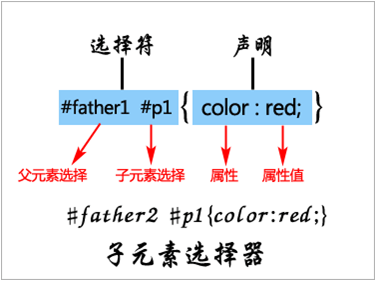 选择符 声明
#father1 #p1{ color : red; }
父元素选择 子元素选择 属性 属性值
#father2 #p1{color:red;}
子元素选择器